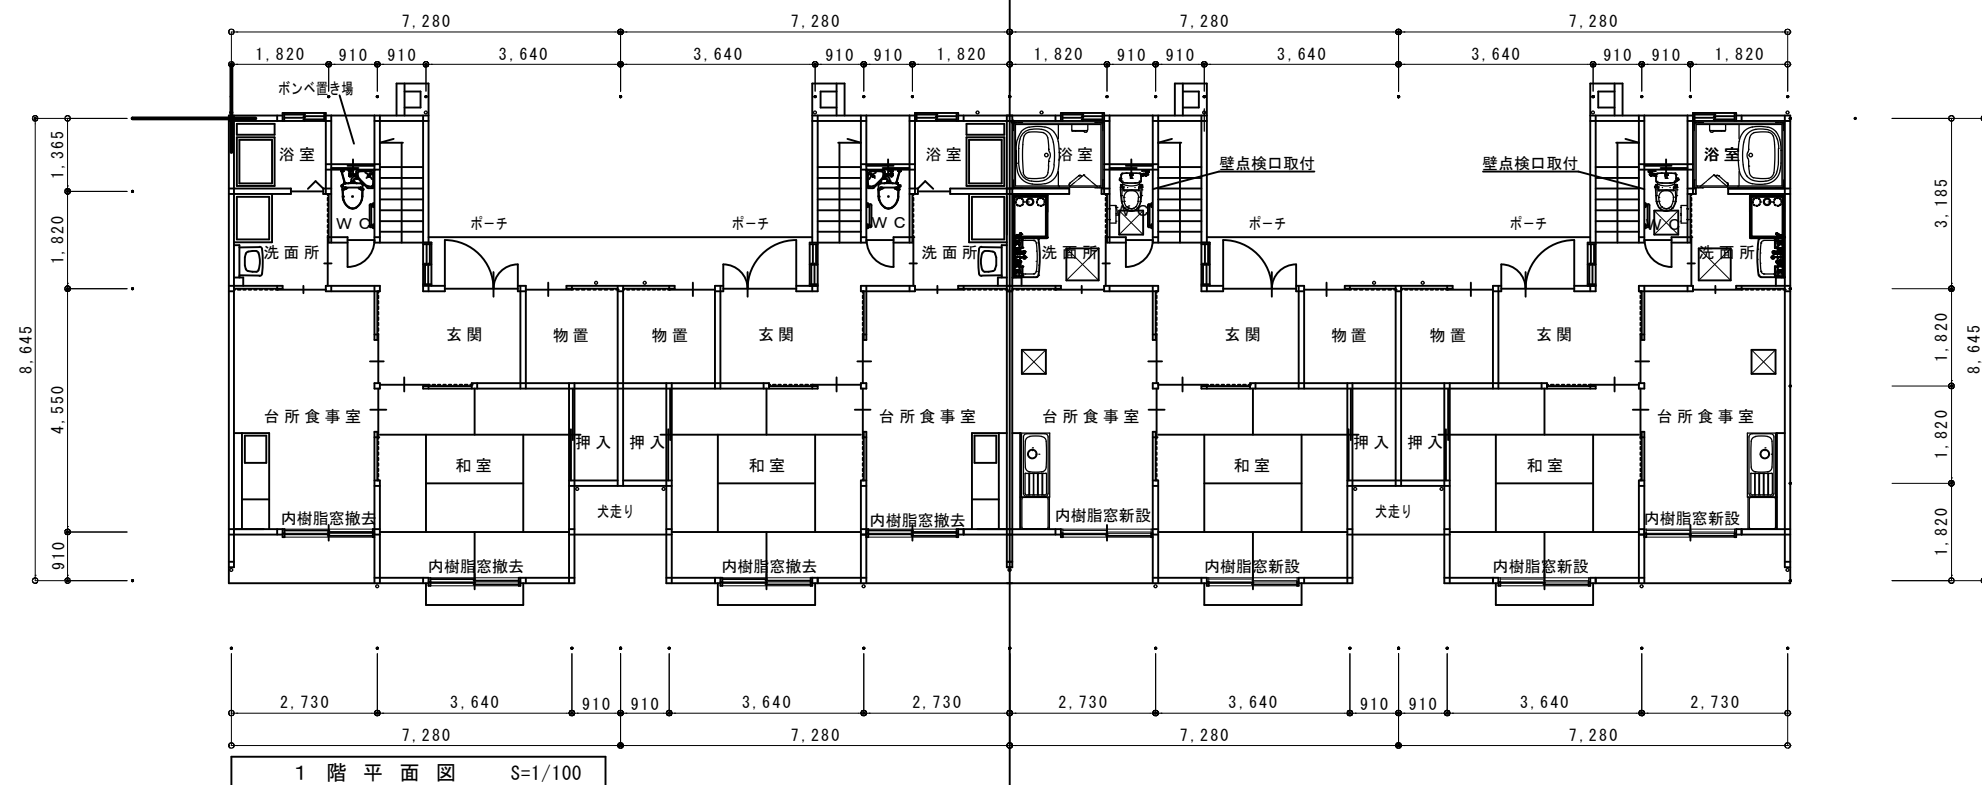 7,280 7,280 7,280 7,280
1,820 910 910 3,640 3,640 910 910 1,820 1,820 910 910 3,640 3,640 910 910 1,820
ボンベ置き場
1,365
浴室 浴室 浴室 浴室
壁点検口取付 壁点検口取付
3,185
1,820
WC ポーチ ポーチ WC ポーチ ポーチ WC
洗面所 洗面所 洗面所 洗面所
8,645
玄関 物置 物置 玄関 玄関 物置 物置 玄関
1,820
8,645
4,550
台所食事室 台所食事室 台所食事室 台所食事室
押入 押入 押入 押入
1,820
和室 和室 和室 和室
犬走り 犬走り
内樹脂窓撤去 内樹脂窓撤去 内樹脂窓新設 内樹脂窓新設
1,820
910
内樹脂窓撤去 内樹脂窓撤去 内樹脂窓新設 内樹脂窓新設
2,730 3,640 910 910 3,640 2,730 2,730 3,640 910 910 3,640 2,730
7,280 7,280 7,280 7,280
1階平面図 S=1/100